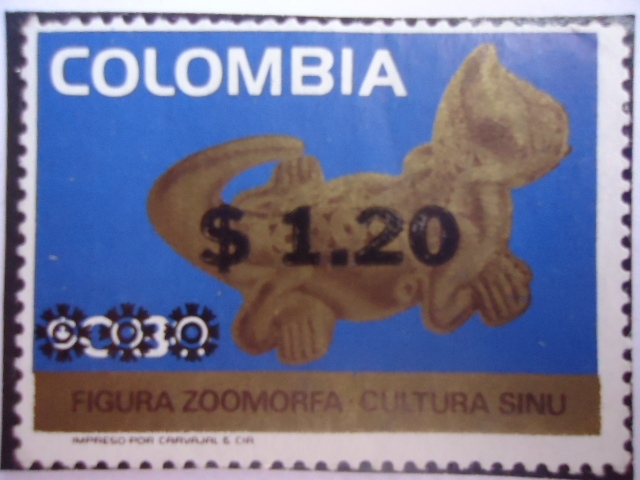 COLOMBIA
$ 1.20
FIGURA ZOOMORFA · CULTURA SINU
IMPRESO POR CARVAJAL & CIA